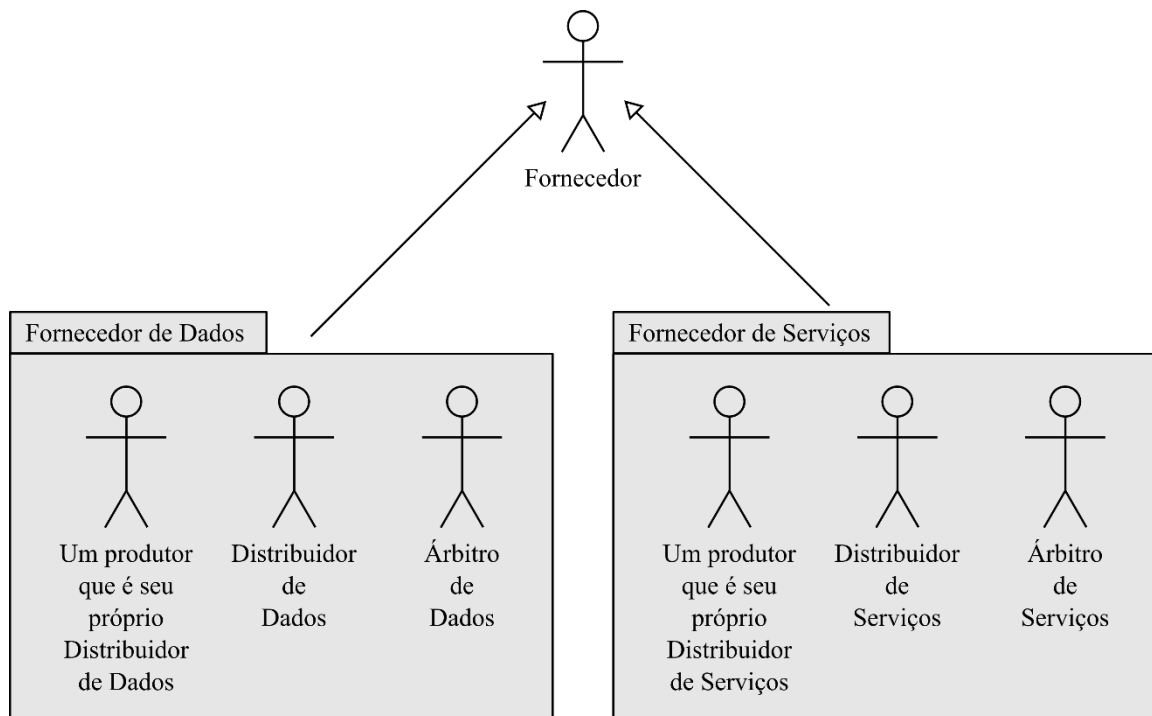 Fornecedor
Fornecedor de Dados
Um produtor
que é seu
próprio
Distribuidor
de Dados
Distribuidor
de
Dados
Árbitro
de
Dados
Fornecedor de Serviços
Um produtor
que é seu
próprio
Distribuidor
de Serviços
Distribuidor
de
Serviços
Árbitro
de
Serviços